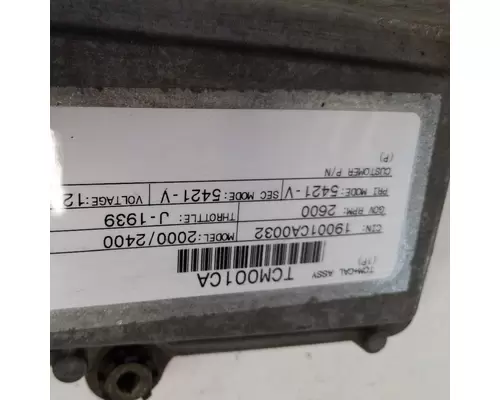 TCM+CAL ASSY
(1P)
TCM001CA
CIN: 19001CA0032 MODEL: 2000/2400
GOV RPM: 2600 THROTTLE: J-1939
PRI MODE: 5421-V SEC MODE: 5421-V VOLTAGE: 12
CUSTOMER P/N
(P)